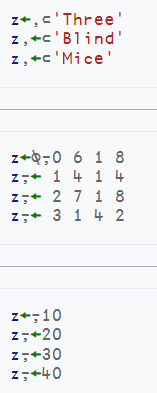 z←,⊂'Three'
z,←⊂'Blind'
z,←⊂'Mice'
z←⍉⍪0 6 1 8
z⍪← 1 4 1 4
z⍪← 2 7 1 8
z⍪← 3 1 4 2
z←⍪10
z⍪←20
z⍪←30
z⍪←40